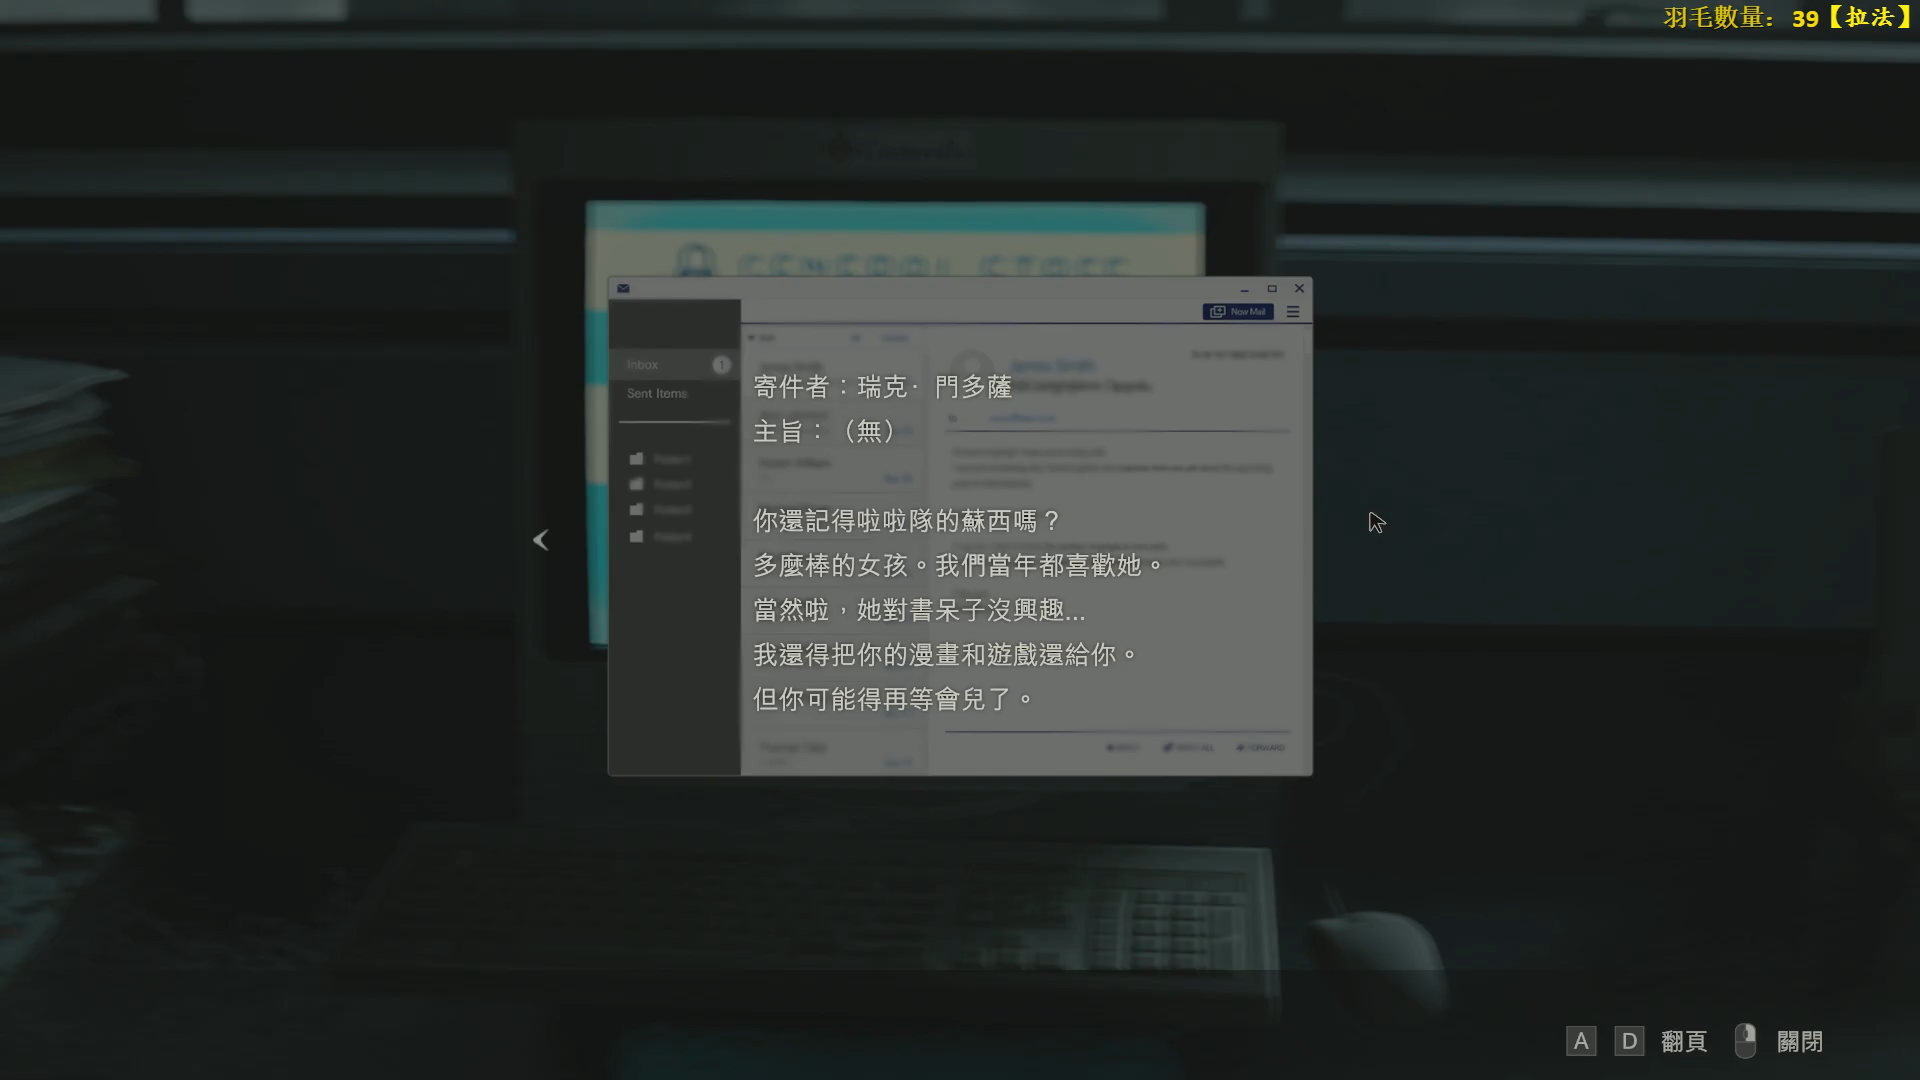 羽毛數量：39【拉法】
New Mail
Inbox 1
Sent Items
寄件者：瑞克·門多薩
主旨：（無）
你還記得啦啦隊的蘇西嗎？
多麼棒的女孩。我們當年都喜歡她。
當然啦，她對書呆子沒興趣...
我還得把你的漫畫和遊戲還給你。
但你可能得再等會兒了。
FORWARD
A D 翻頁 關閉